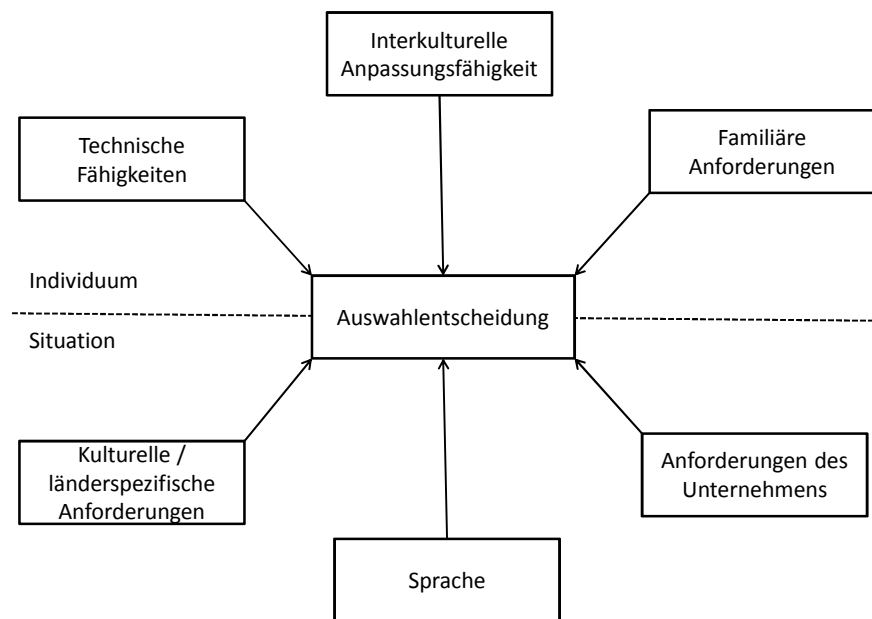 Interkulturelle
Anpassungsfähigkeit
Technische
Fähigkeiten
Familiäre
Anforderungen
Individuum
Auswahlentscheidung
Situation
Kulturelle /
länderspezifische
Anforderungen
Anforderungen des
Unternehmens
Sprache